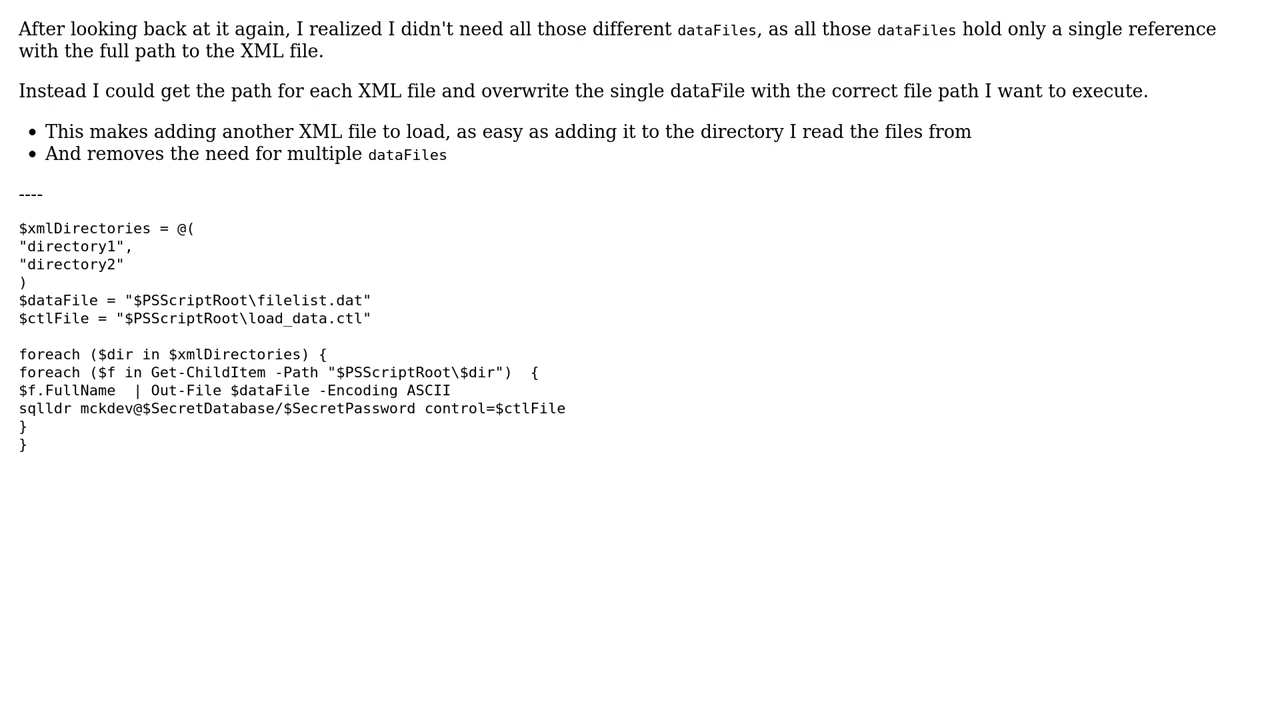 After looking back at it again, I realized I didn't need all those different dataFiles, as all those dataFiles hold only a single reference
with the full path to the XML file.
Instead I could get the path for each XML file and overwrite the single dataFile with the correct file path I want to execute.
• This makes adding another XML file to load, as easy as adding it to the directory I read the files from
• And removes the need for multiple dataFiles
----
$xmlDirectories = @(
"directory1",
"directory2"
)
$dataFile = "$PSScriptRoot\filelist.dat"
$ctlFile = "$PSScriptRoot\load_data.ctl"
foreach ($dir in $xmlDirectories) {
foreach ($f in Get-ChildItem -Path "$PSScriptRoot\$dir")  {
$f.FullName  | Out-File $dataFile -Encoding ASCII
sqlldr mckdev@$SecretDatabase/$SecretPassword control=$ctlFile
}
}